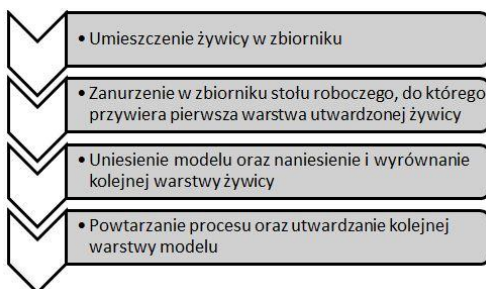 • Umieszczenie żywicy w zbiorniku
• Zanurzenie w zbiorniku stołu roboczego, do którego
przywiera pierwsza warstwa utwardzonej żywicy
• Uniesienie modelu oraz naniesienie i wyrównanie
kolejnej warstwy żywicy
• Powtarzanie procesu oraz utwardzanie kolejnej
warstwy modelu